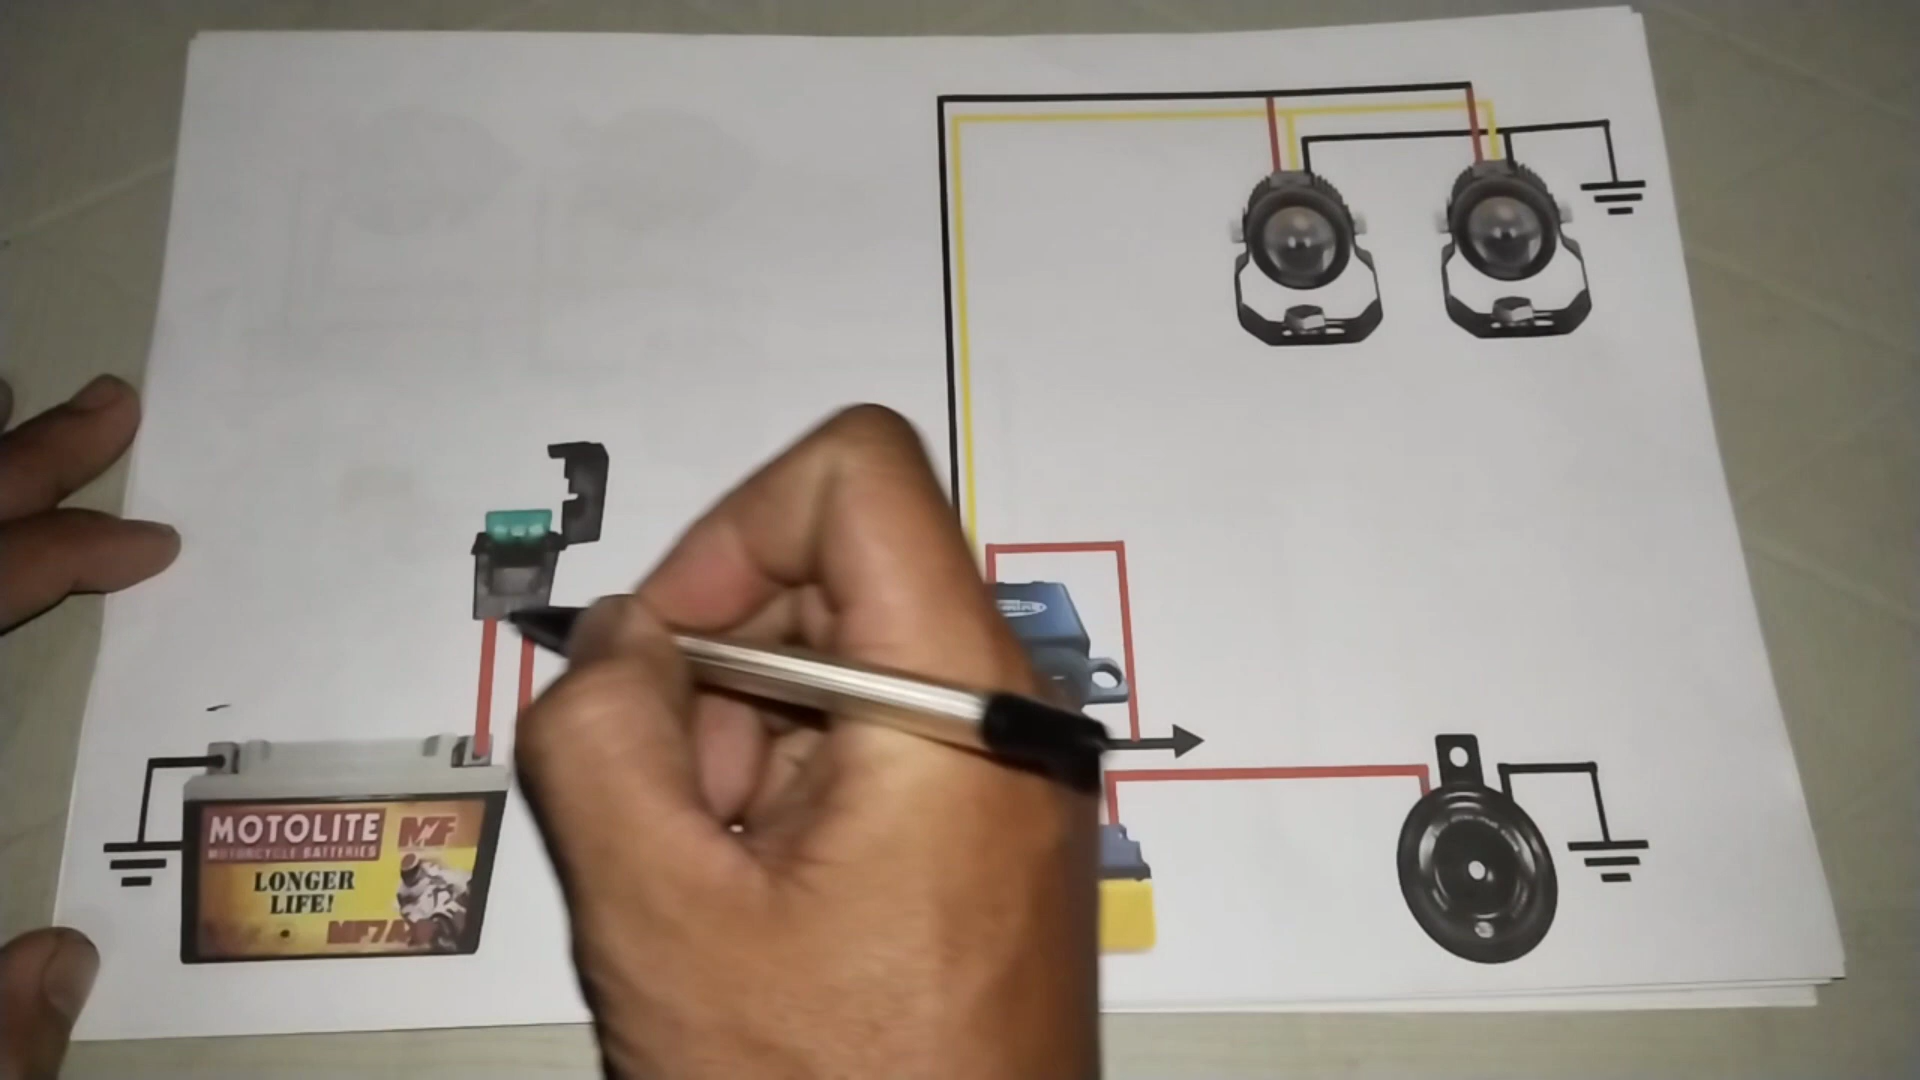 MOTOLITE
MF
MOTORCYCLE BATTERIES
LONGER
LIFE!